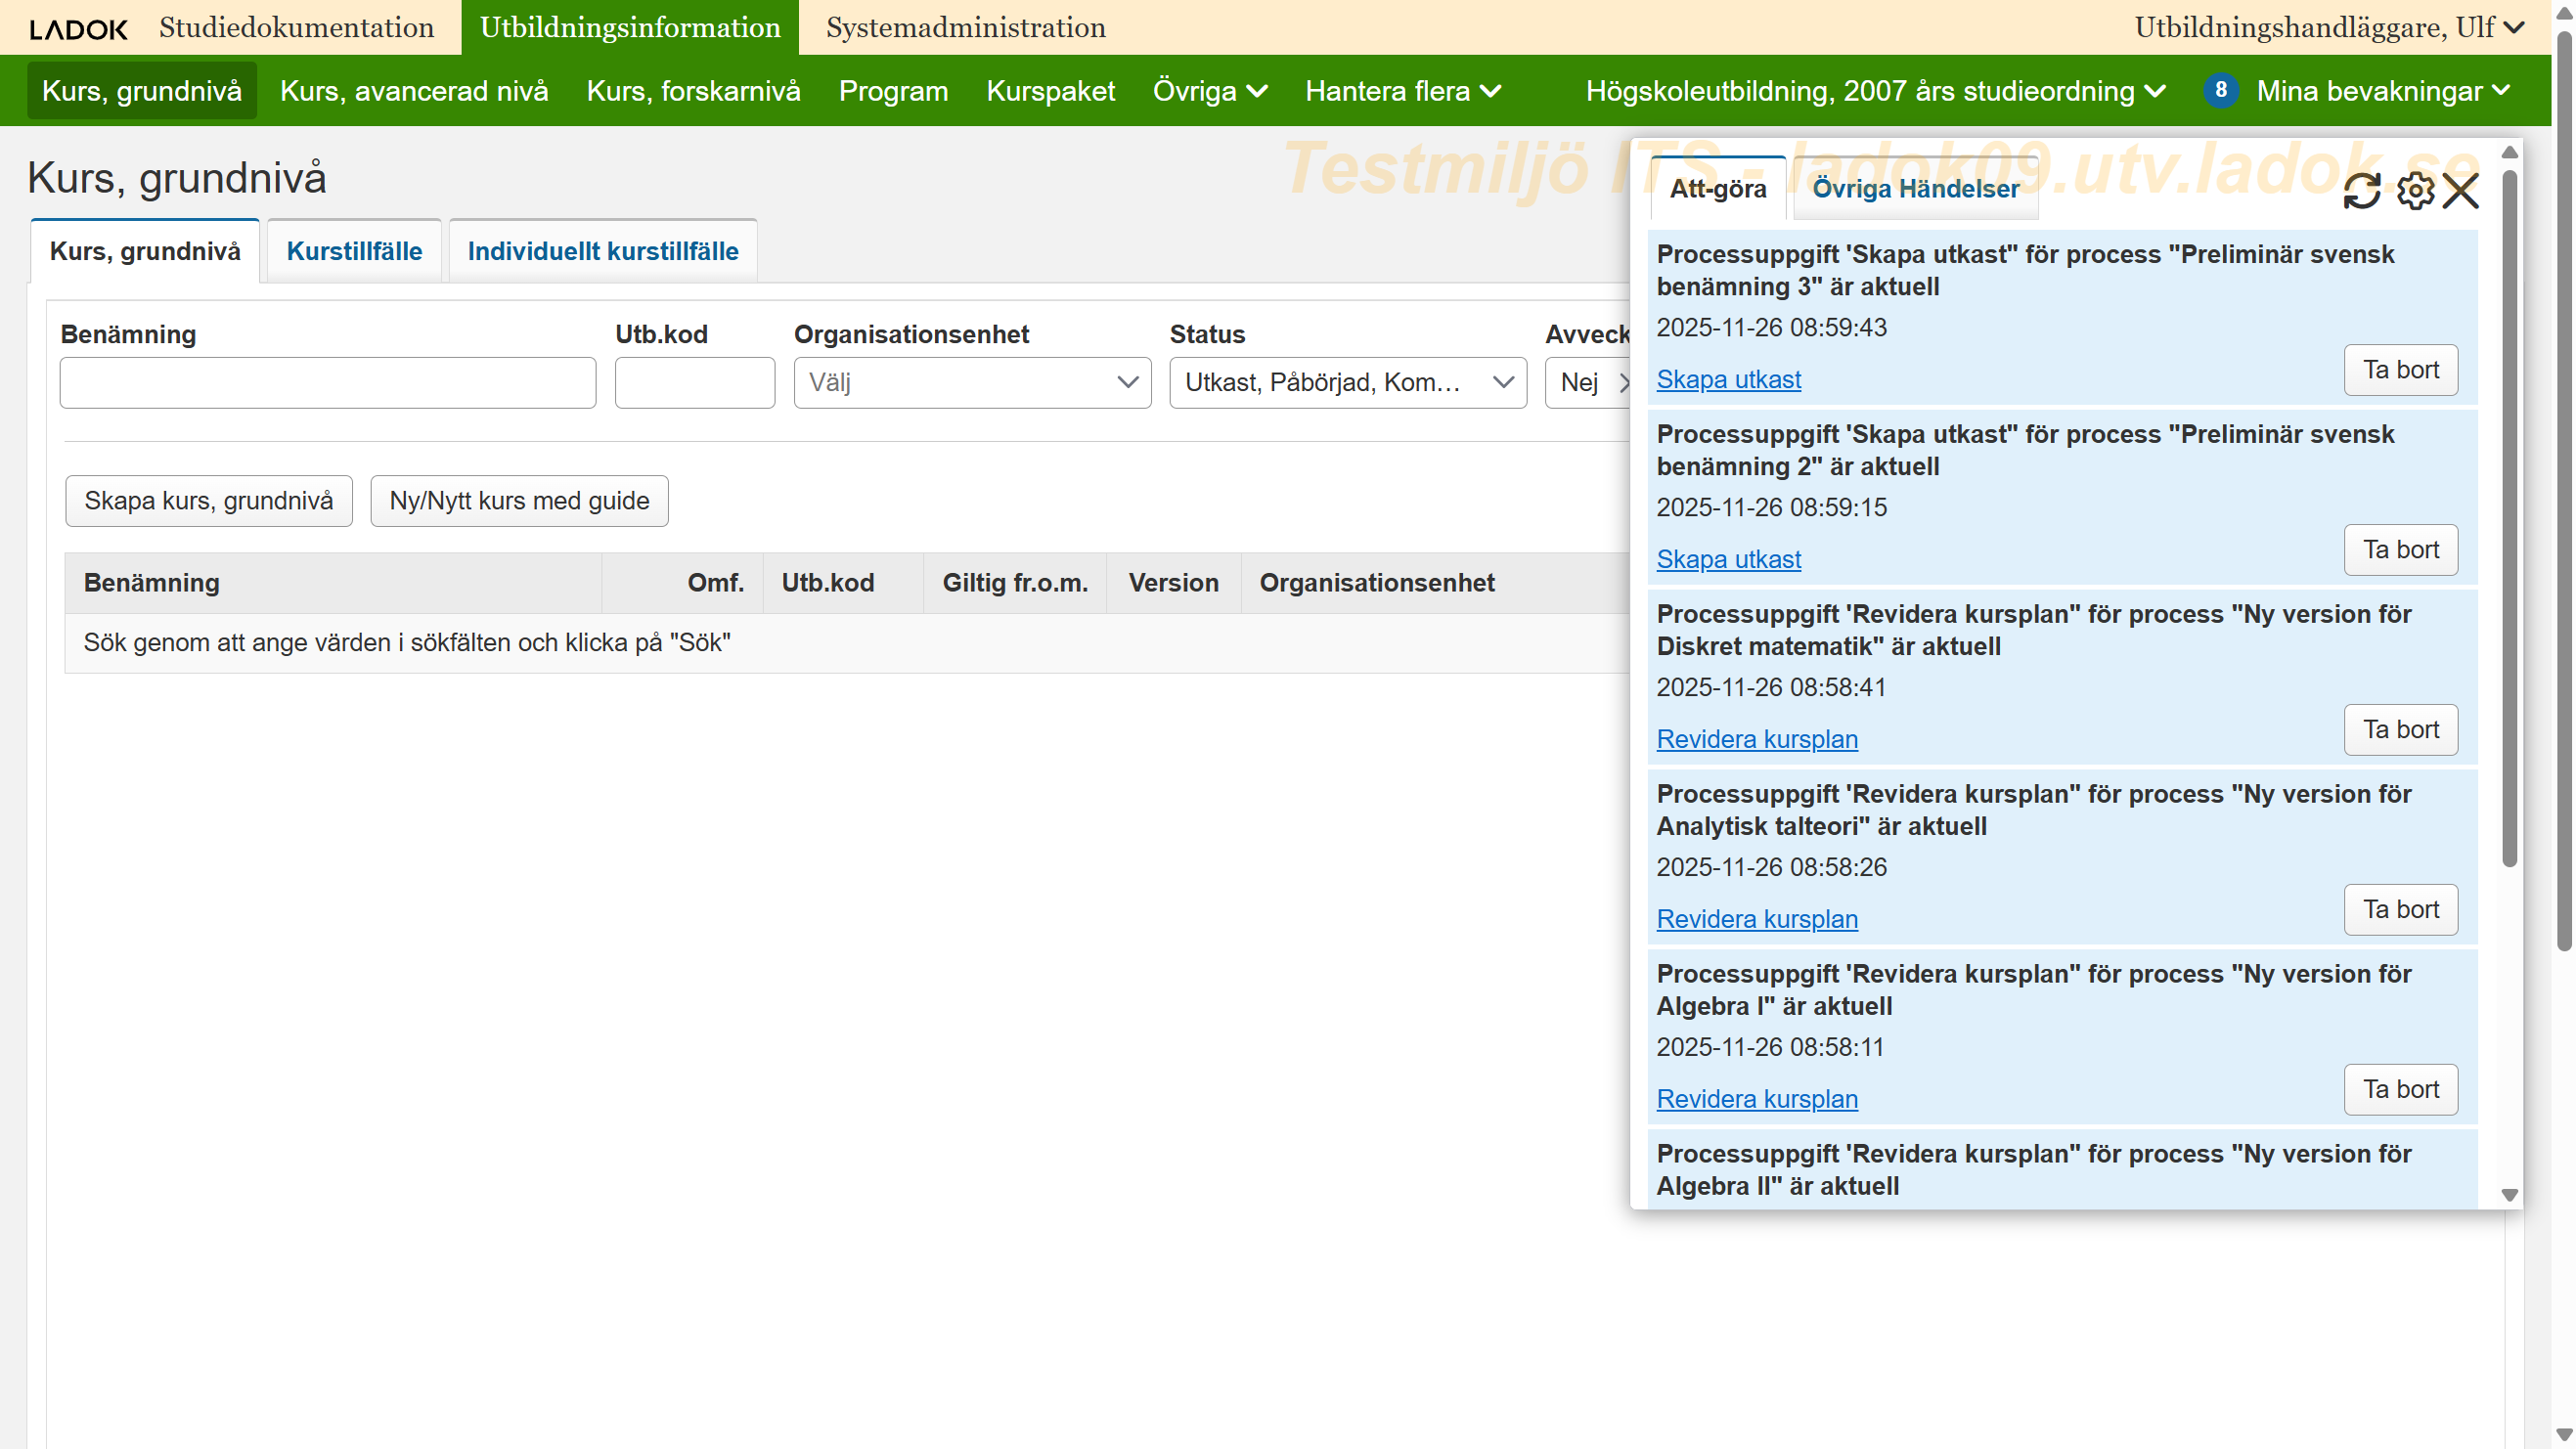 LADOK Studiedokumentation Utbildningsinformation Systemadministration Utbildningshandläggare, Ulf
Kurs, grundnivå Kurs, avancerad nivå Kurs, forskarnivå Program Kurspaket Övriga Hantera flera Högskoleutbildning, 2007 års studieordning 8 Mina bevakningar
Testmiljö ITS - ladok09.utv.ladok.se
Kurs, grundnivå
Kurs, grundnivå Kurstillfälle Individuellt kurstillfälle
Benämning Utb.kod Organisationsenhet Status Avveck
Välj Utkast, Påbörjad, Kom... Nej
Skapa kurs, grundnivå Ny/Nytt kurs med guide
Benämning Omf. Utb.kod Giltig fr.o.m. Version Organisationsenhet
Sök genom att ange värden i sökfälten och klicka på "Sök"
Att-göra Övriga Händelser
Processuppgift 'Skapa utkast" för process "Preliminär svensk
benämning 3" är aktuell
2025-11-26 08:59:43
Skapa utkast Ta bort
Processuppgift 'Skapa utkast" för process "Preliminär svensk
benämning 2" är aktuell
2025-11-26 08:59:15
Skapa utkast Ta bort
Processuppgift 'Revidera kursplan" för process "Ny version för
Diskret matematik" är aktuell
2025-11-26 08:58:41
Revidera kursplan Ta bort
Processuppgift 'Revidera kursplan" för process "Ny version för
Analytisk talteori" är aktuell
2025-11-26 08:58:26
Revidera kursplan Ta bort
Processuppgift 'Revidera kursplan" för process "Ny version för
Algebra I" är aktuell
2025-11-26 08:58:11
Revidera kursplan Ta bort
Processuppgift 'Revidera kursplan" för process "Ny version för
Algebra II" är aktuell